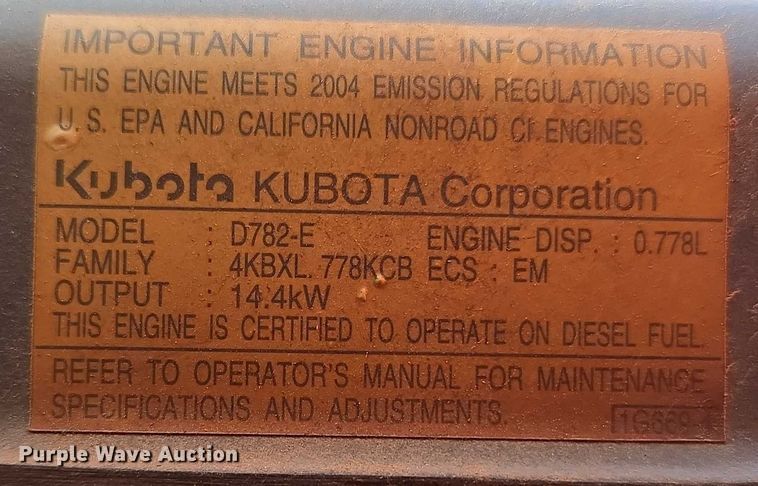 IMPORTANT ENGINE INFORMATION
THIS ENGINE MEETS 2004 EMISSION REGULATIONS FOR
U.S. EPA AND CALIFORNIA NONROAD CI ENGINES.
Kubota KUBOTA Corporation
MODEL : D782-E ENGINE DISP. : 0.778L
FAMILY : 4KBXL.778KCB ECS : EM
OUTPUT : 14.4kW
THIS ENGINE IS CERTIFIED TO OPERATE ON DIESEL FUEL.
REFER TO OPERATOR'S MANUAL FOR MAINTENANCE
SPECIFICATIONS AND ADJUSTMENTS.
Purple Wave Auction